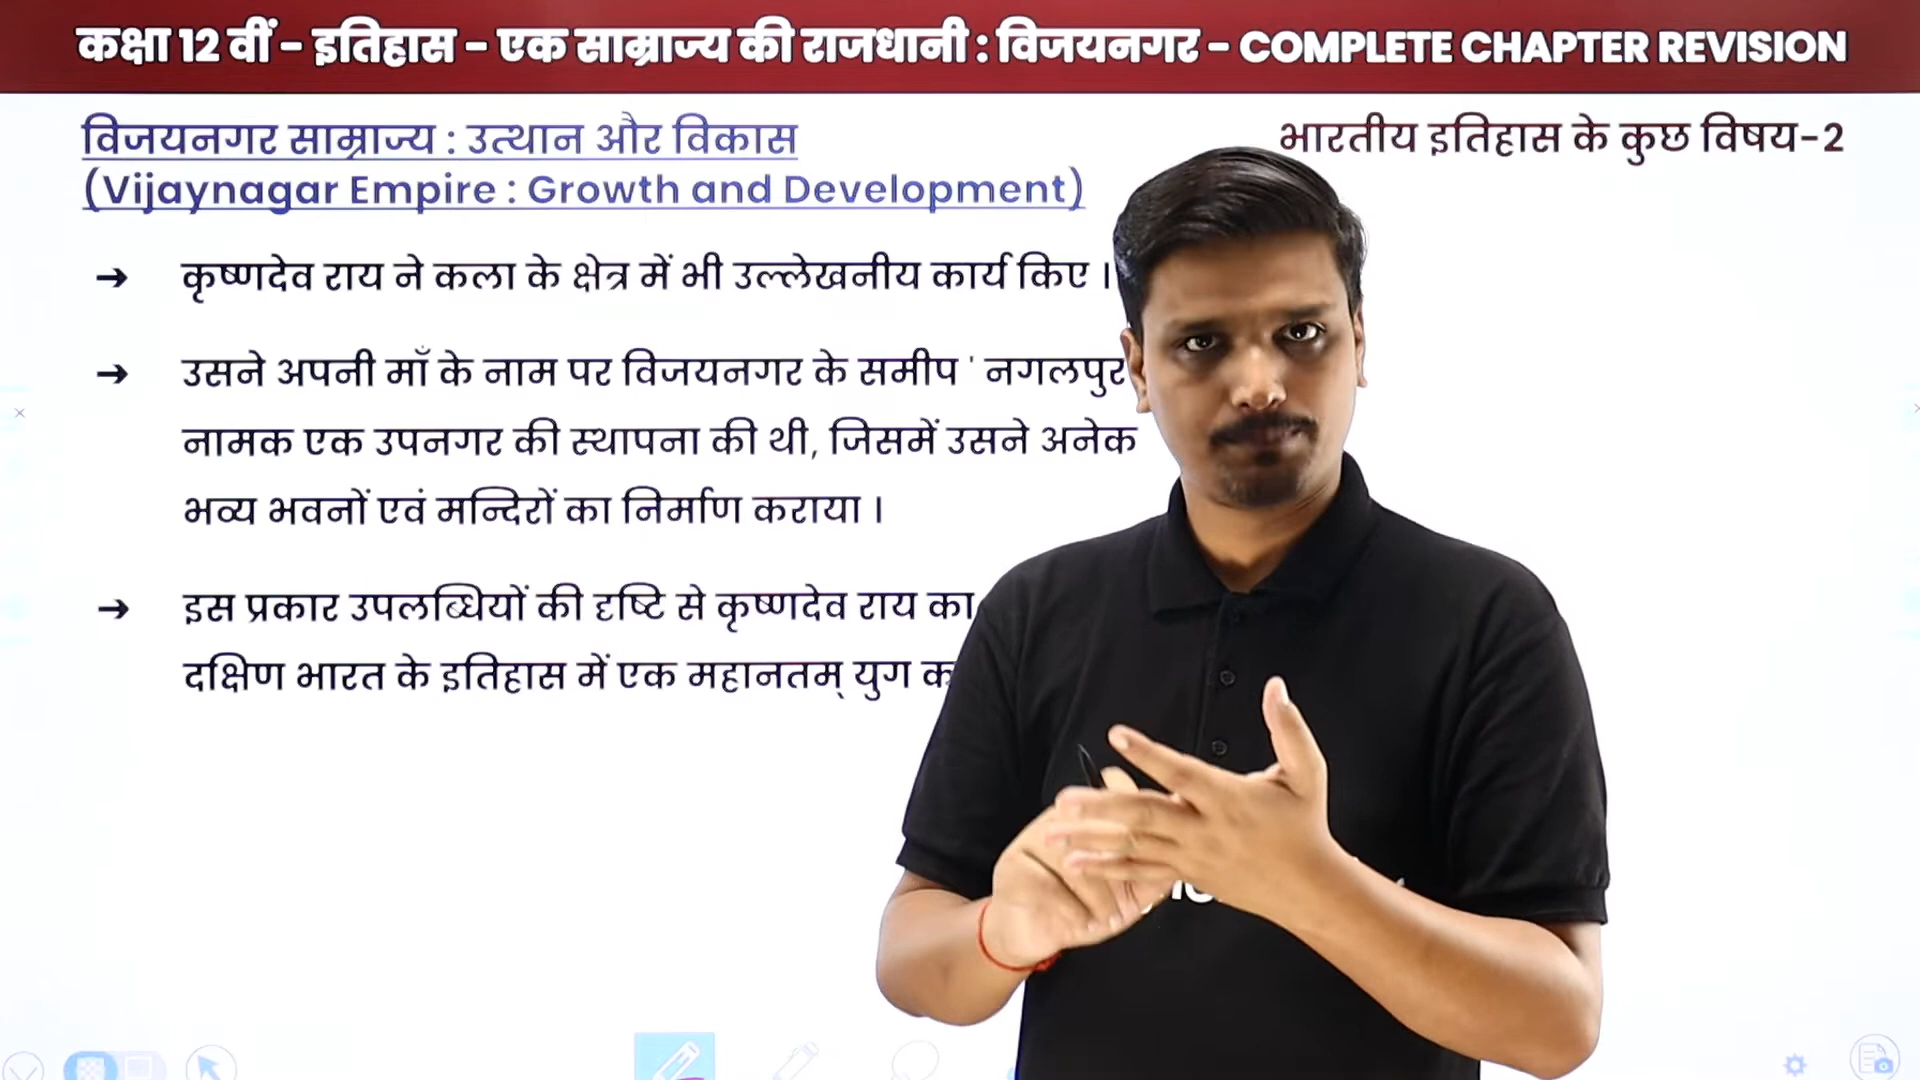 कक्षा 12 वीं - इतिहास - एक साम्राज्य की राजधानी : विजयनगर - COMPLETE CHAPTER REVISION
विजयनगर साम्राज्य : उत्थान और विकास
भारतीय इतिहास के कुछ विषय-2
(Vijaynagar Empire : Growth and Development)
➔ कृष्णदेव राय ने कला के क्षेत्र में भी उल्लेखनीय कार्य किए ।
➔ उसने अपनी माँ के नाम पर विजयनगर के समीप ' नगलपुर
नामक एक उपनगर की स्थापना की थी, जिसमें उसने अनेक
भव्य भवनों एवं मन्दिरों का निर्माण कराया ।
➔ इस प्रकार उपलब्धियों की दृष्टि से कृष्णदेव राय का
दक्षिण भारत के इतिहास में एक महानतम् युग